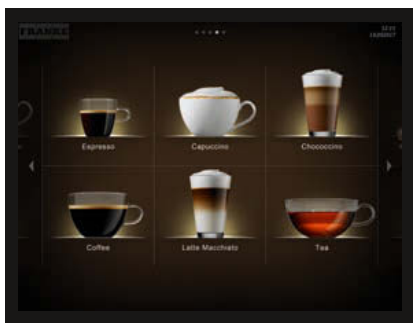 FRANKE
Espresso
Capuccino
Chococcino
Coffee
Latte Macchiato
Tea